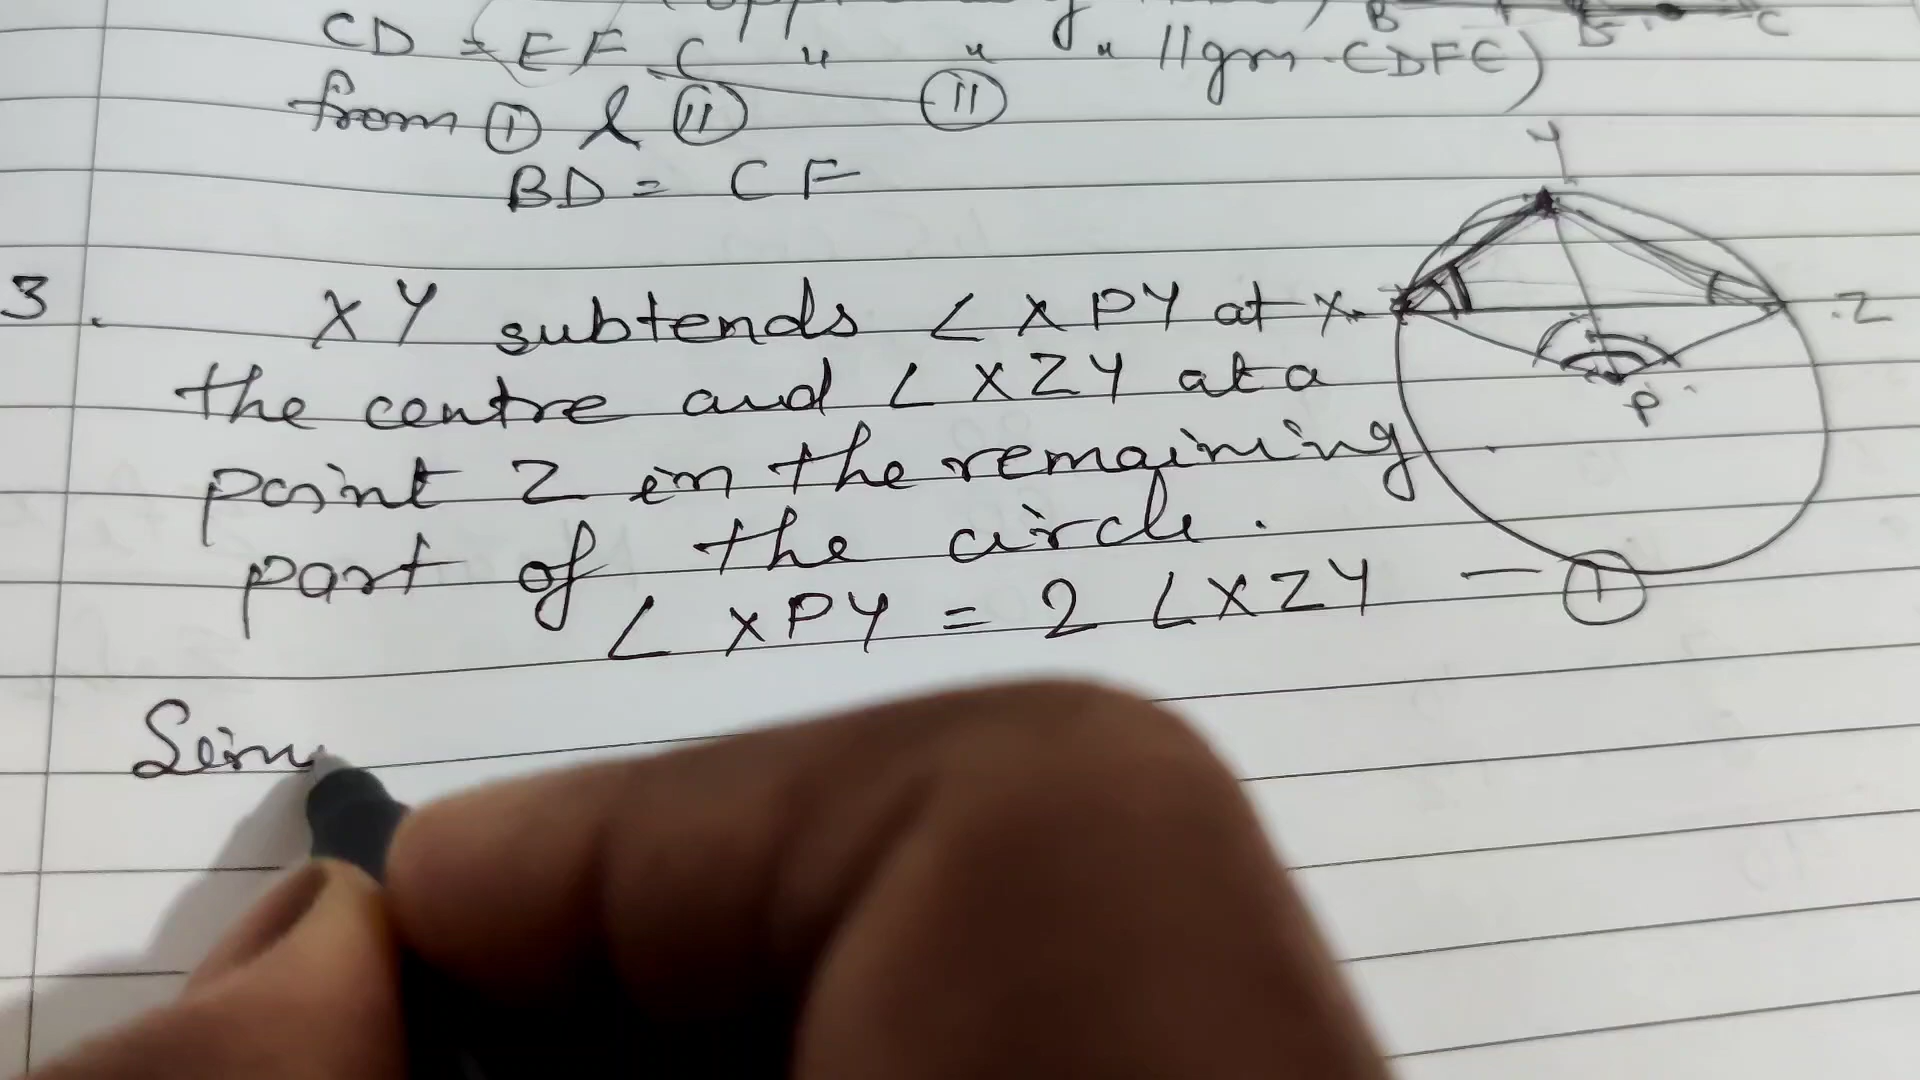 CD = EF ( " " " ||gm CDFE)
from (I) & (II) (II)
BD = CF
3. XY subtends ∠XPY at
the centre and ∠XZY at a
point Z in the remaining
part of the circle.
∠XPY = 2 ∠XZY — (I)
Sim
B C
Y
X
Z
P